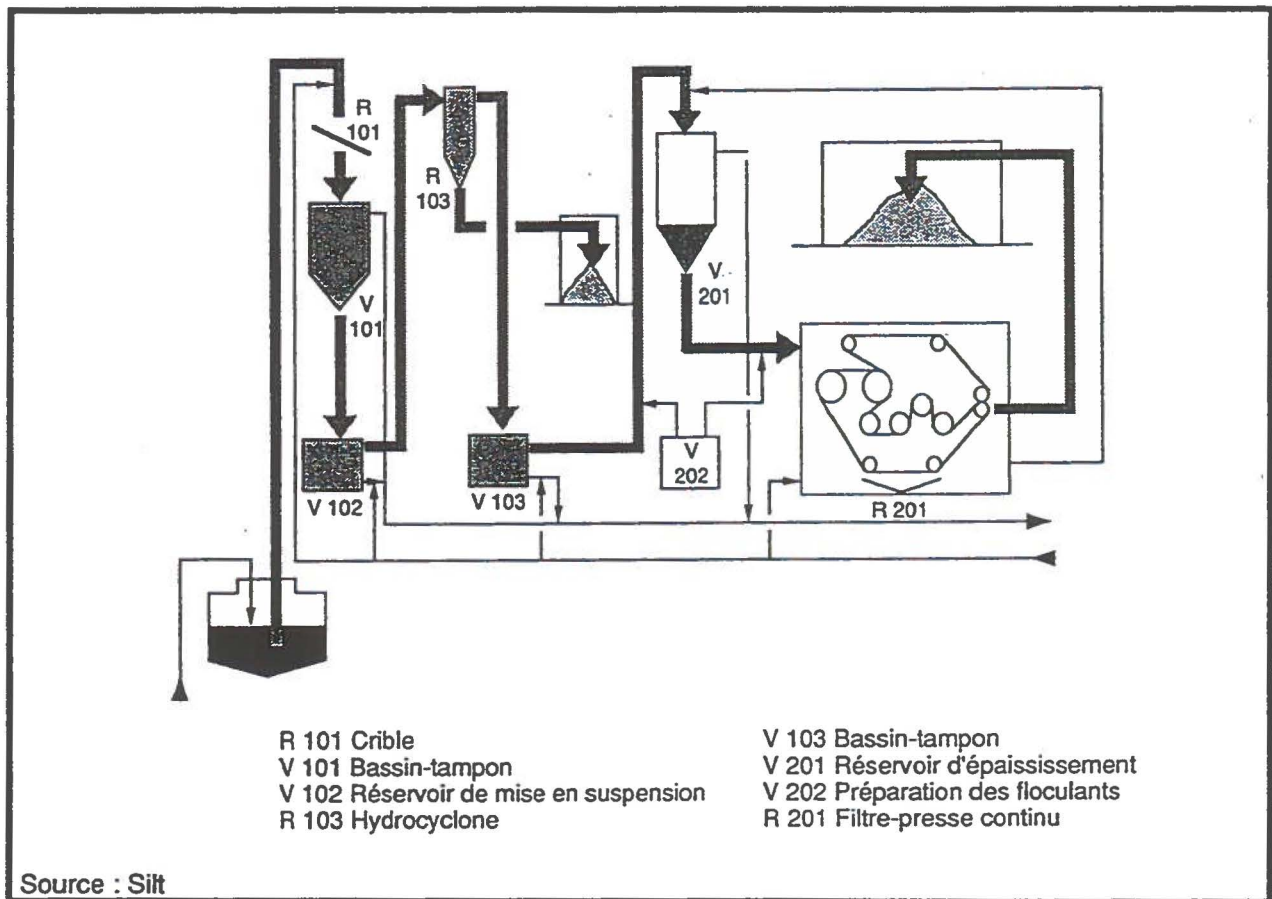 R
101
R
103
V
101
V
201
V
202
V 102
V 103
R 201
R 101 Crible
V 101 Bassin-tampon
V 102 Réservoir de mise en suspension
R 103 Hydrocyclone
V 103 Bassin-tampon
V 201 Réservoir d'épaississement
V 202 Préparation des floculants
R 201 Filtre-presse continu
Source : Silt